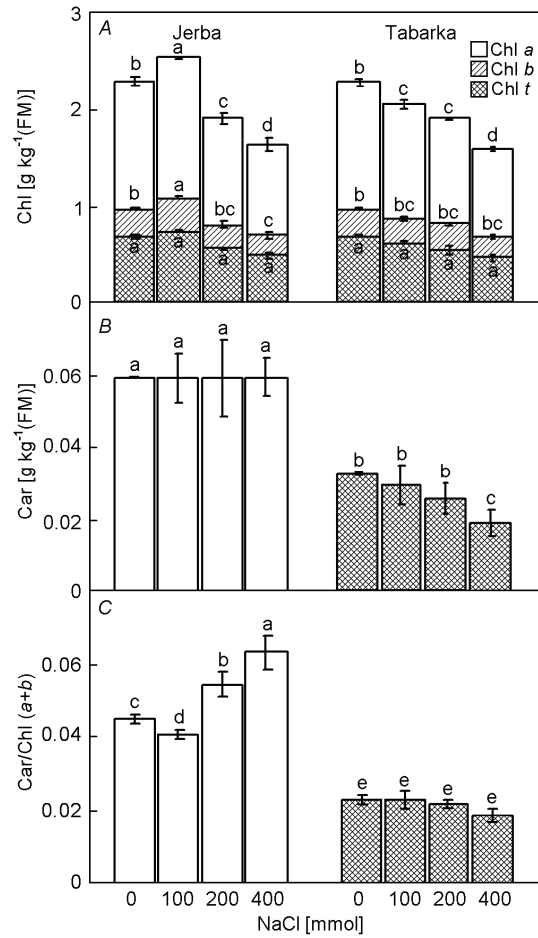 A Jerba Tabarka
Chl a
Chl b
Chl t
Chl [g kg⁻¹(FM)]
3
2
1
0
b a c d
b a bc c
a a a a
b c c d
b bc bc bc
a a a a
B
Car [g kg⁻¹(FM)]
0.06
0.04
0.02
0
a a a a
b b b c
C
Car/Chl (a+b)
0.06
0.04
0.02
0
c d b a
e e e e
0 100 200 400 0 100 200 400
NaCl [mmol]